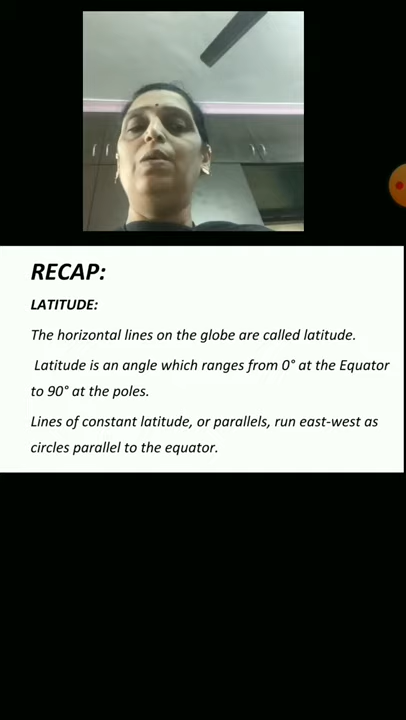 RECAP:
LATITUDE:
The horizontal lines on the globe are called latitude.
Latitude is an angle which ranges from 0° at the Equator
to 90° at the poles.
Lines of constant latitude, or parallels, run east-west as
circles parallel to the equator.